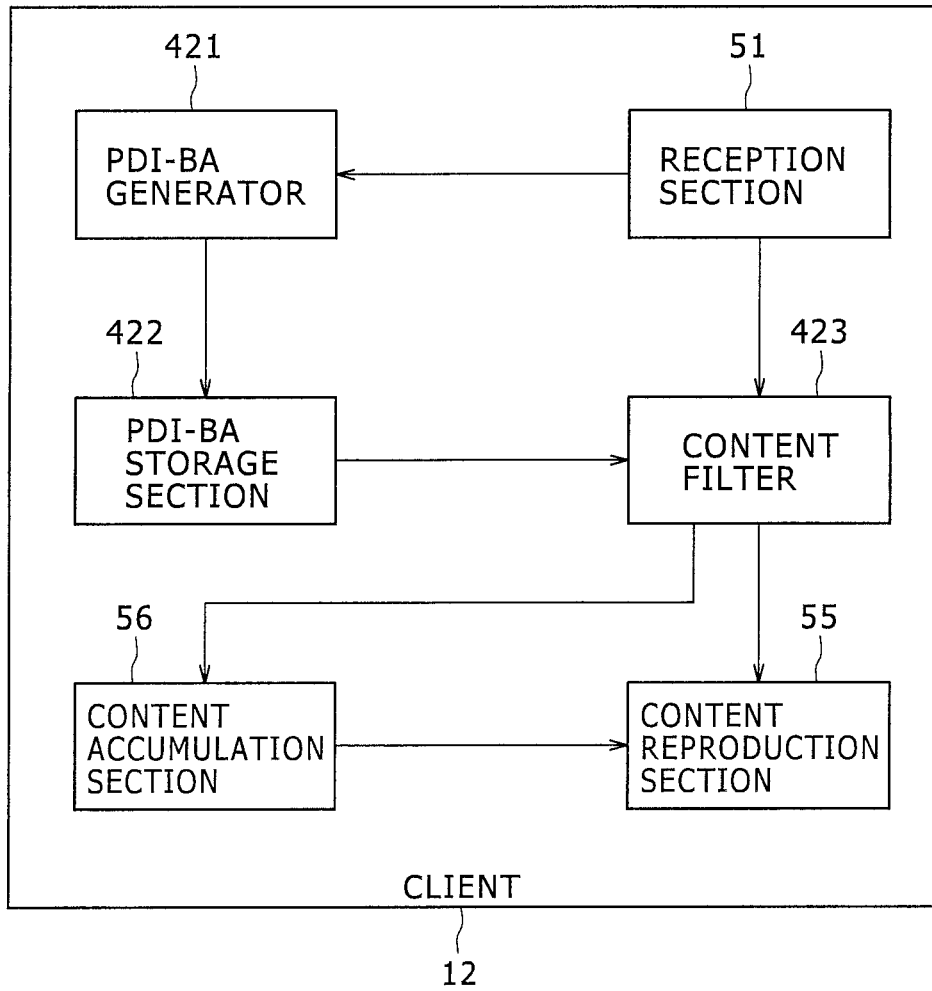 421
51
PDI-BA
GENERATOR
RECEPTION
SECTION
422
423
PDI-BA
STORAGE
SECTION
CONTENT
FILTER
56
55
CONTENT
ACCUMULATION
SECTION
CONTENT
REPRODUCTION
SECTION
CLIENT
12